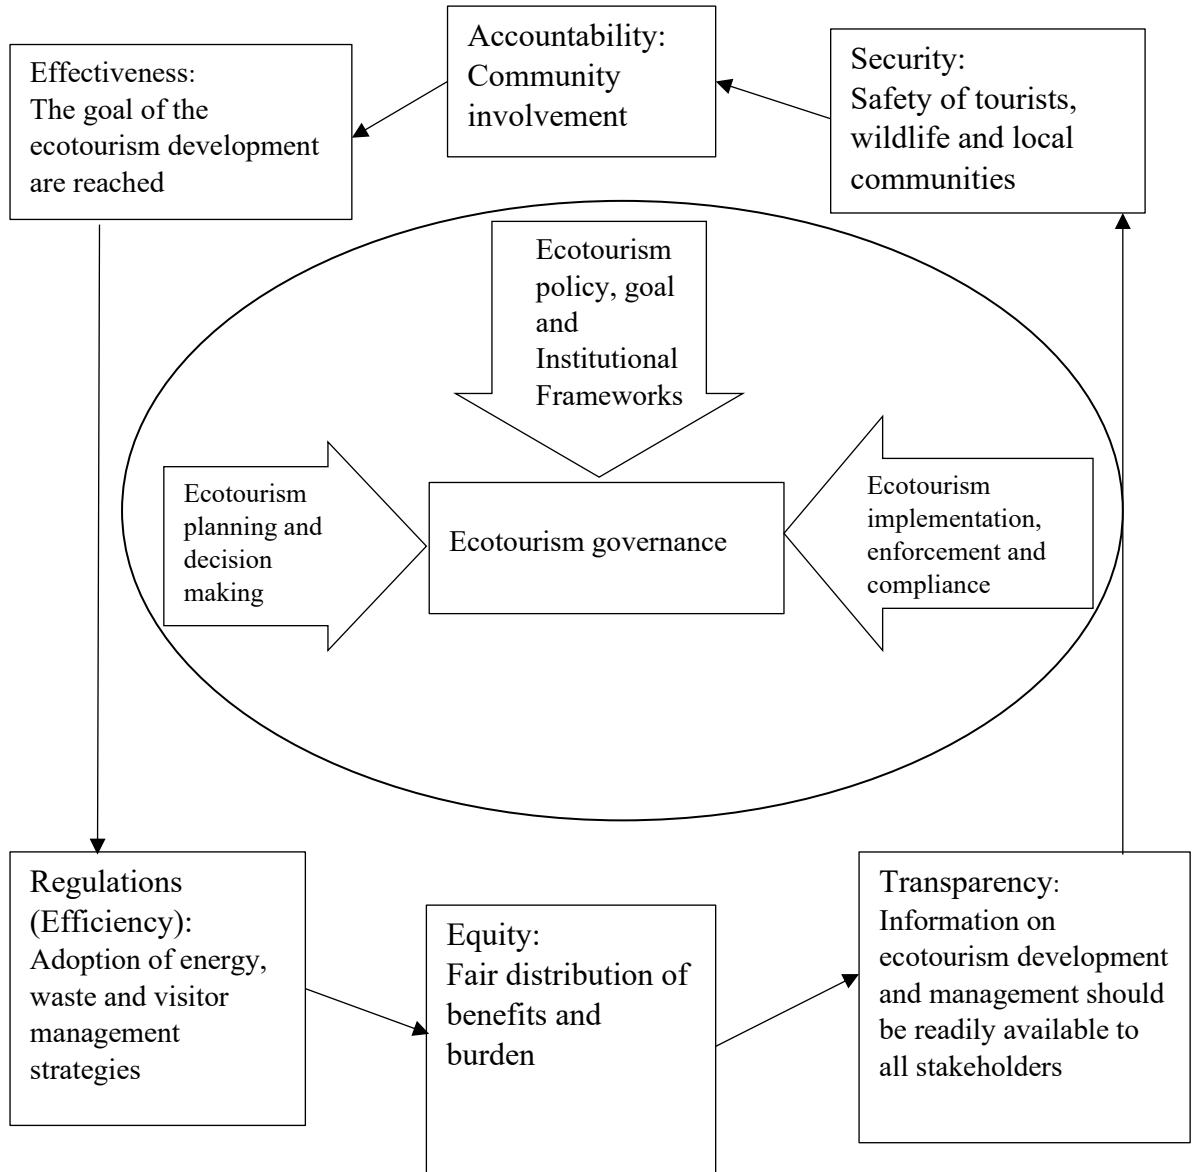 Effectiveness:
The goal of the
ecotourism development
are reached
Accountability:
Community
involvement
Security:
Safety of tourists,
wildlife and local
communities
Ecotourism
policy, goal
and
Institutional
Frameworks
Ecotourism
planning and
decision
making
Ecotourism governance
Ecotourism
implementation,
enforcement and
compliance
Regulations
(Efficiency):
Adoption of energy,
waste and visitor
management
strategies
Equity:
Fair distribution of
benefits and
burden
Transparency:
Information on
ecotourism development
and management should
be readily available to
all stakeholders